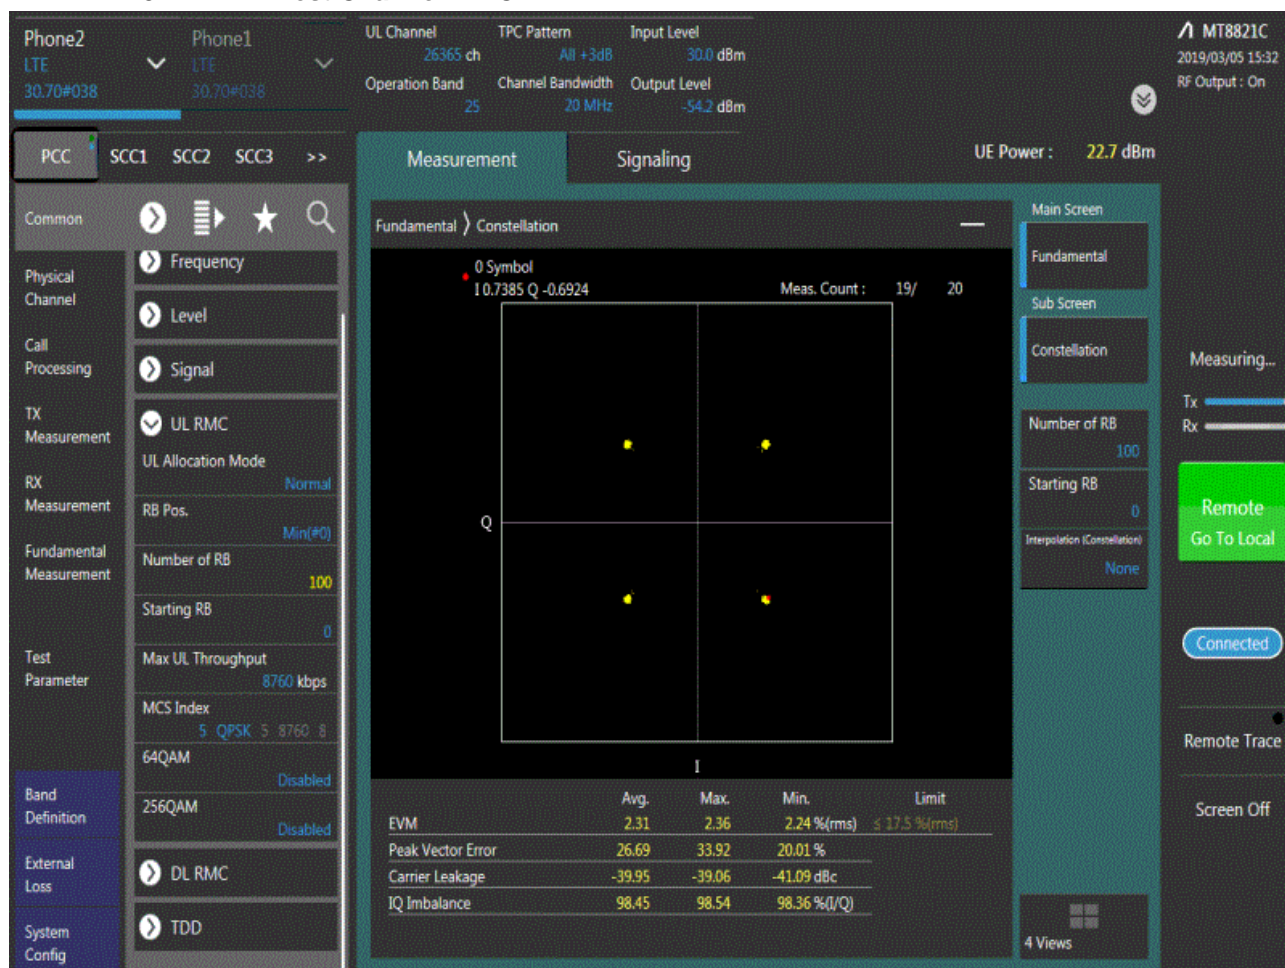 Phone2
LTE
30.70#038
Phone1
LTE
30.70#038
UL Channel
26365 ch
TPC Pattern
All +3dB
Input Level
30.0 dBm
Operation Band
25
Channel Bandwidth
20 MHz
Output Level
-54.2 dBm
MT8821C
2019/03/05 15:32
RF Output : On
PCC SCC1 SCC2 SCC3 >>
Measurement Signaling
UE Power : 22.7 dBm
Common
Physical
Channel
Call
Processing
TX
Measurement
RX
Measurement
Fundamental
Measurement
Test
Parameter
Band
Definition
External
Loss
System
Config
Frequency
Level
Signal
UL RMC
UL Allocation Mode
Normal
RB Pos.
Min(#0)
Number of RB
100
Starting RB
0
Max UL Throughput
8760 kbps
MCS Index
5 QPSK 5 8760 8
64QAM
Disabled
256QAM
Disabled
DL RMC
TDD
Fundamental 〉Constellation
0 Symbol
I 0.7385 Q -0.6924
Meas. Count : 19/ 20
Q
I
Avg. Max. Min. Limit
EVM 2.31 2.36 2.24 %(rms) ≤ 17.5 %(rms)
Peak Vector Error 26.69 33.92 20.01 %
Carrier Leakage -39.95 -39.06 -41.09 dBc
IQ Imbalance 98.45 98.54 98.36 %(I/Q)
Main Screen
Fundamental
Sub Screen
Constellation
Number of RB
100
Starting RB
0
Interpolation (Constellation)
None
4 Views
Measuring...
Tx
Rx
Remote
Go To Local
Connected
Remote Trace
Screen Off